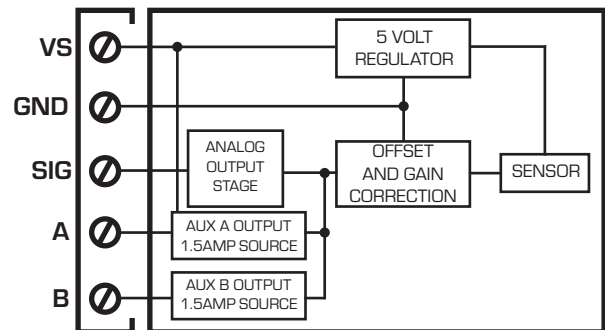 VS
5 VOLT
REGULATOR
GND
SIG
ANALOG
OUTPUT
STAGE
OFFSET
AND GAIN
CORRECTION
SENSOR
A
AUX A OUTPUT
1.5AMP SOURCE
B
AUX B OUTPUT
1.5AMP SOURCE